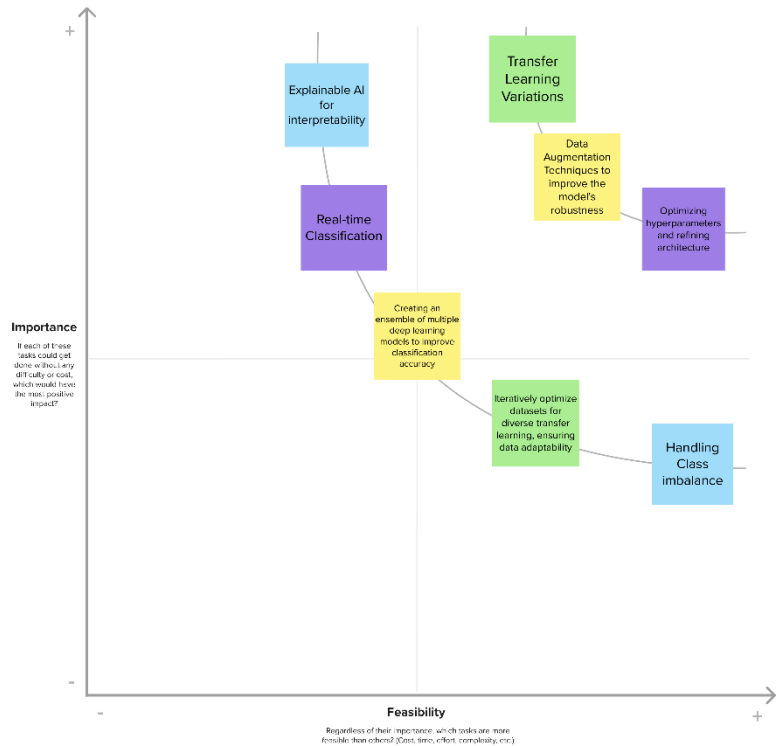 +
Explainable AI
for
interpretability
Transfer
Learning
Variations
Data
Augmentation
Techniques to
improve the
model's
robustness
Real-time
Classification
Optimizing
hyperparameters
and refining
architecture
Creating an
ensemble of multiple
deep learning
models to improve
classification
accuracy
Importance
If each of these
tasks could get
done without any
difficulty or cost,
which would have
the most positive
impact?
Iteratively optimize
datasets for
diverse transfer
learning, ensuring
data adaptability
Handling
Class
imbalance
-
-
Feasibility
+
Regardless of their importance, which tasks are more
feasible than others? (Cost, time, effort, complexity, etc.)